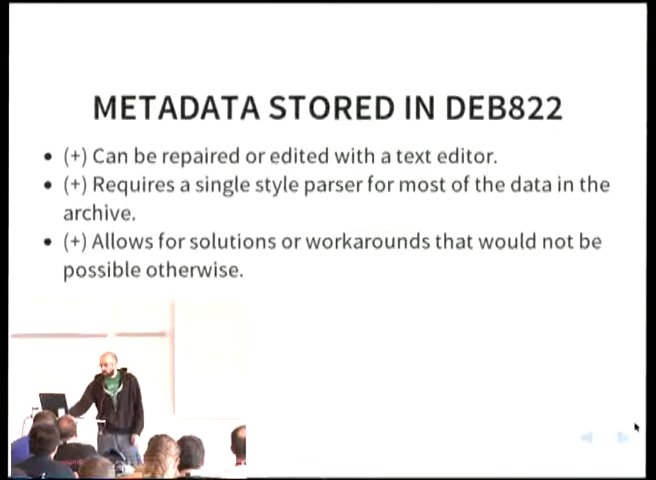 METADATA STORED IN DEB822
• (+) Can be repaired or edited with a text editor.
• (+) Requires a single style parser for most of the data in the
archive.
• (+) Allows for solutions or workarounds that would not be
possible otherwise.